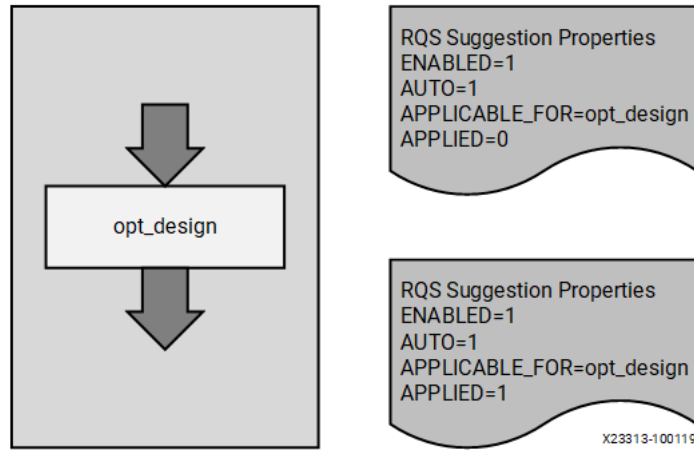 opt_design
RQS Suggestion Properties
ENABLED=1
AUTO=1
APPLICABLE_FOR=opt_design
APPLIED=0
RQS Suggestion Properties
ENABLED=1
AUTO=1
APPLICABLE_FOR=opt_design
APPLIED=1
X23313-100119